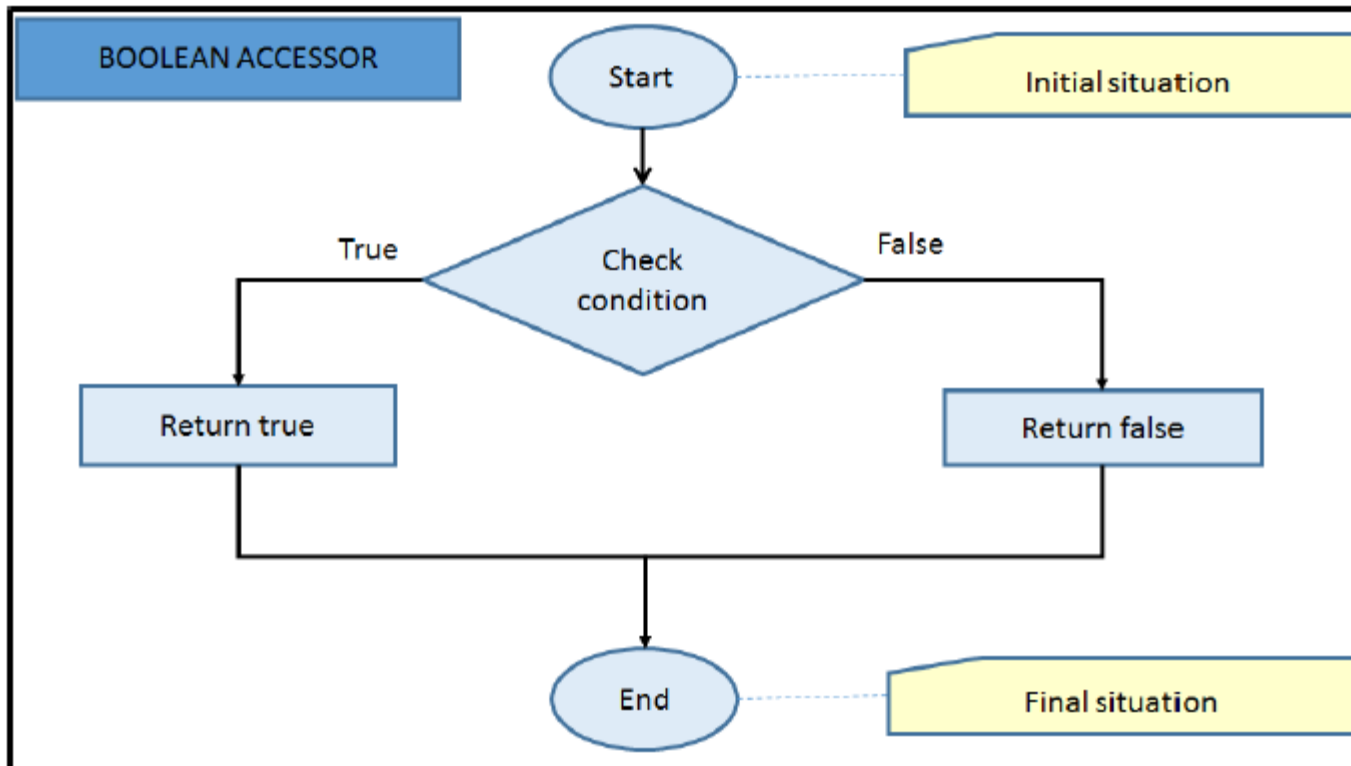 BOOLEAN ACCESSOR
Start
Initial situation
True
False
Check
condition
Return true
Return false
End
Final situation